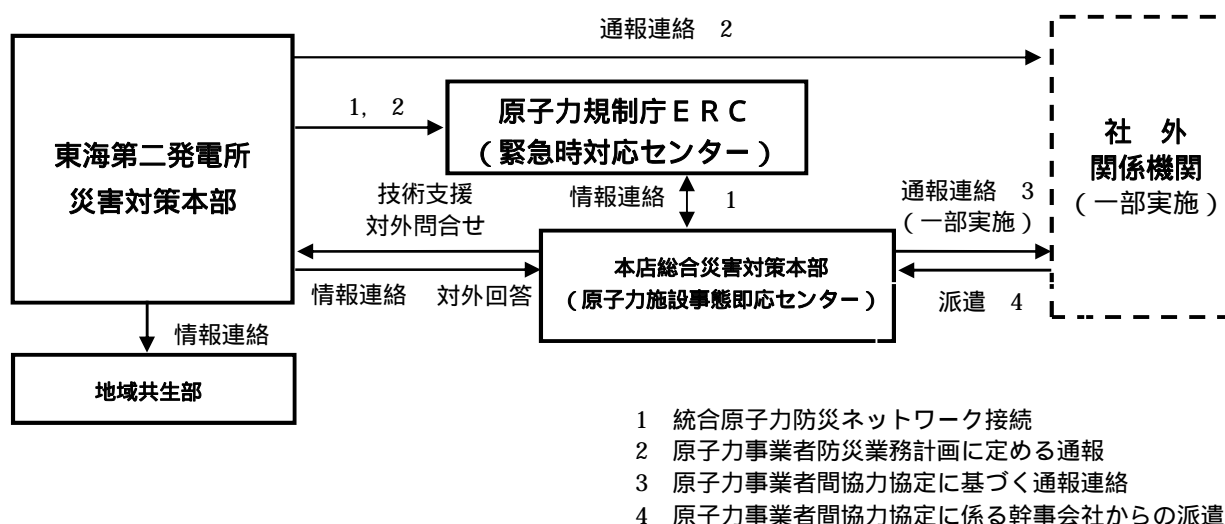 通報連絡 2
1, 2
原子力規制庁ERC
(緊急時対応センター)
東海第二発電所
災害対策本部
社 外
関係機関
(一部実施)
技術支援
対外問合せ
情報連絡 1
通報連絡 3
(一部実施)
本店総合災害対策本部
(原子力施設事態即応センター)
情報連絡 対外回答
派遣 4
情報連絡
地域共生部
1 統合原子力防災ネットワーク接続
2 原子力事業者防災業務計画に定める通報
3 原子力事業者間協力協定に基づく通報連絡
4 原子力事業者間協力協定に係る幹事会社からの派遣